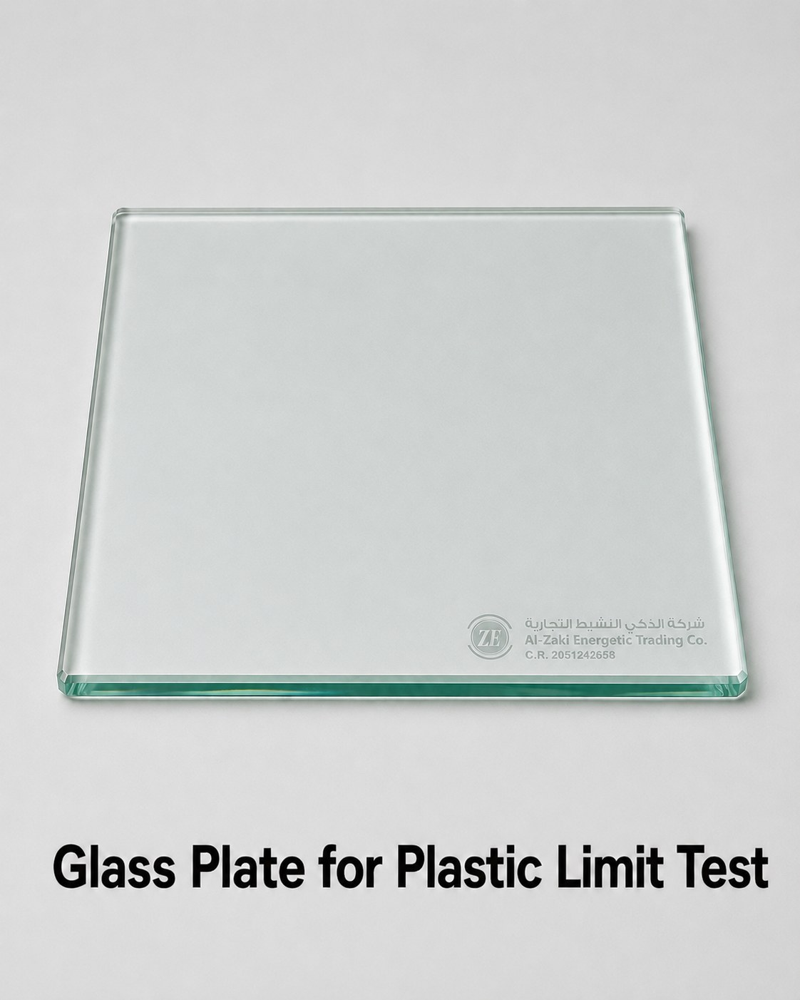 ZE
شركة الذكي النشيط التجارية
Al-Zaki Energetic Trading Co.
C.R. 2051242658
Glass Plate for Plastic Limit Test